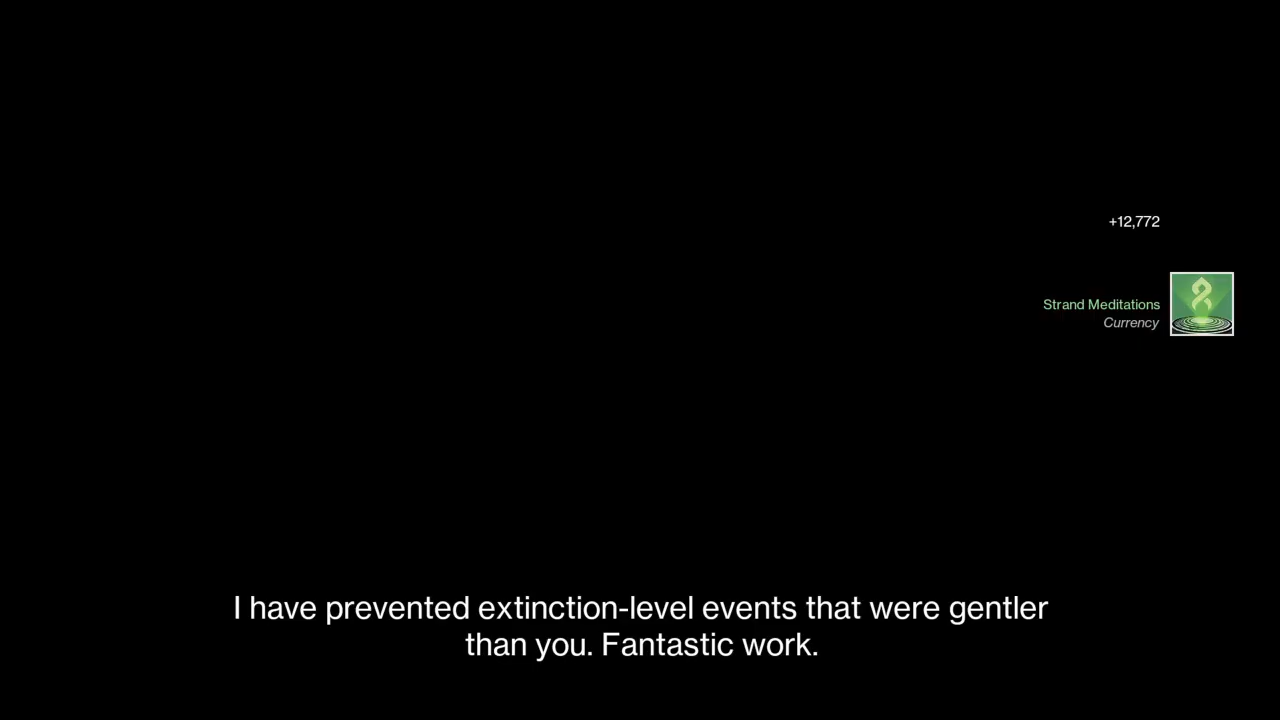 +12,772
Strand Meditations
Currency
I have prevented extinction-level events that were gentler
than you. Fantastic work.